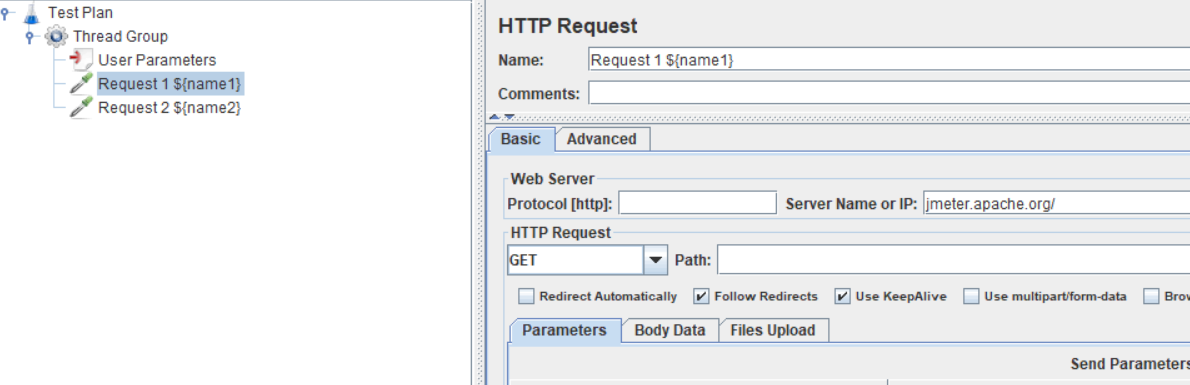 Test Plan
Thread Group
User Parameters
Request 1 ${name1}
Request 2 ${name2}
HTTP Request
Name: Request 1 ${name1}
Comments:
Basic Advanced
Web Server
Protocol [http]: Server Name or IP: jmeter.apache.org/
HTTP Request
GET Path:
Redirect Automatically Follow Redirects Use KeepAlive Use multipart/form-data Brow
Parameters Body Data Files Upload
Send Parameters